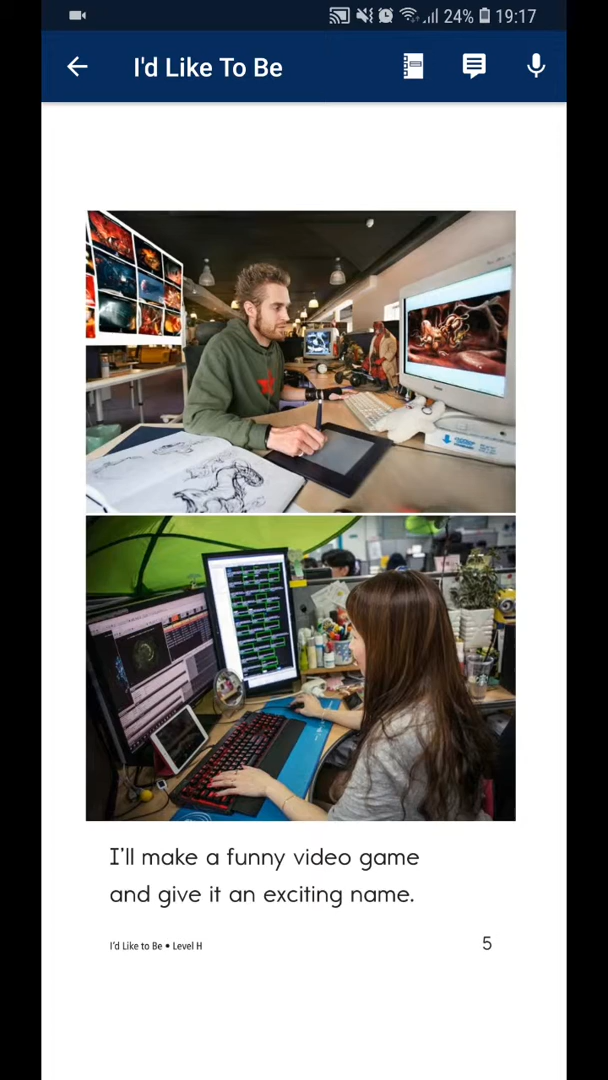 24% 19:17
I'd Like To Be
I'll make a funny video game
and give it an exciting name.
I'd Like to Be • Level H
5